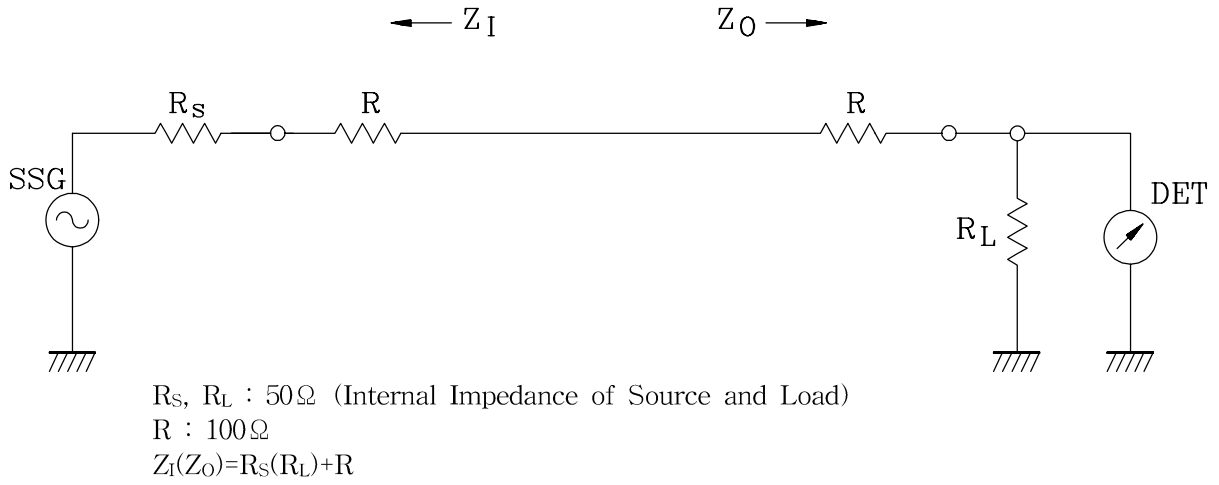 Z_I Z_O
R_S R R
SSG
DET
R_L
R_S, R_L : 50Ω (Internal Impedance of Source and Load)
R : 100Ω
Z_I(Z_O)=R_S(R_L)+R